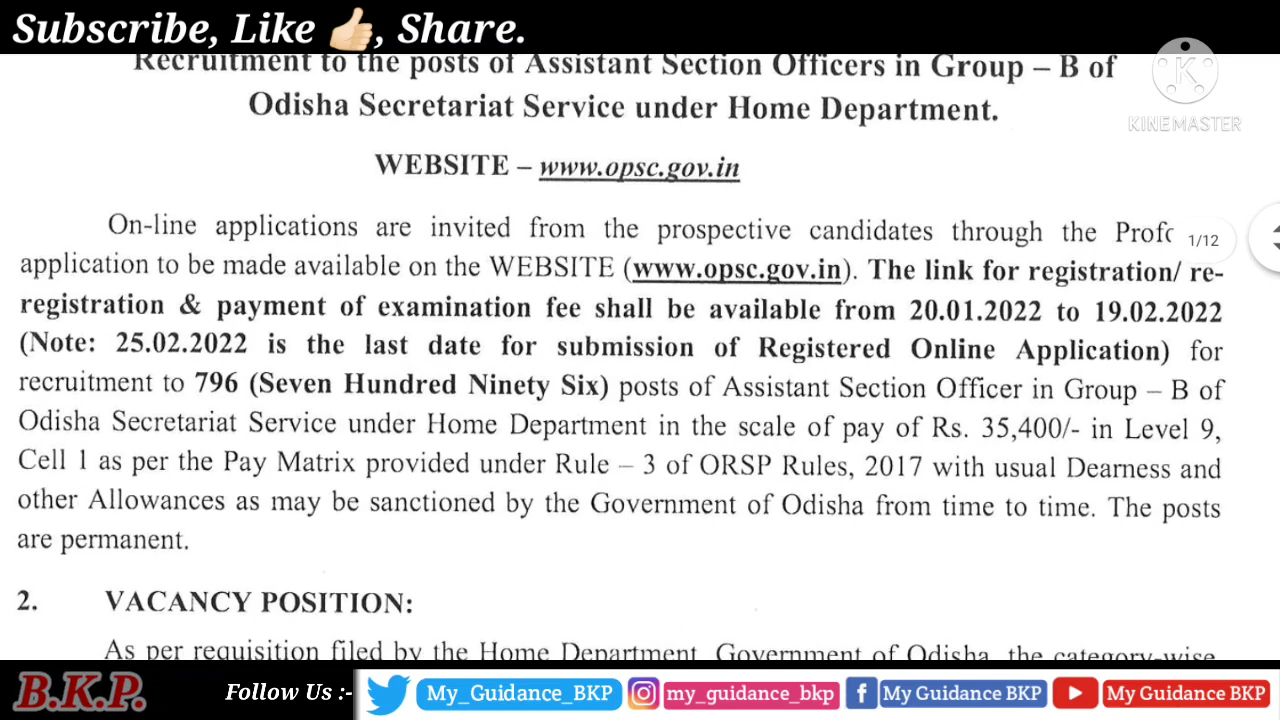 Subscribe, Like 👍🏻, Share.
Recruitment to the posts of Assistant Section Officers in Group – B of
Odisha Secretariat Service under Home Department.
KINEMASTER
WEBSITE – www.opsc.gov.in
On-line applications are invited from the prospective candidates through the Profo
1/12
application to be made available on the WEBSITE (www.opsc.gov.in). The link for registration/ re-
registration & payment of examination fee shall be available from 20.01.2022 to 19.02.2022
(Note: 25.02.2022 is the last date for submission of Registered Online Application) for
recruitment to 796 (Seven Hundred Ninety Six) posts of Assistant Section Officer in Group – B of
Odisha Secretariat Service under Home Department in the scale of pay of Rs. 35,400/- in Level 9,
Cell 1 as per the Pay Matrix provided under Rule – 3 of ORSP Rules, 2017 with usual Dearness and
other Allowances as may be sanctioned by the Government of Odisha from time to time. The posts
are permanent.
2. VACANCY POSITION:
As per requisition filed by the Home Department, Government of Odisha, the category-wise
B.K.P. Follow Us :- My_Guidance_BKP my_guidance_bkp My Guidance BKP My Guidance BKP